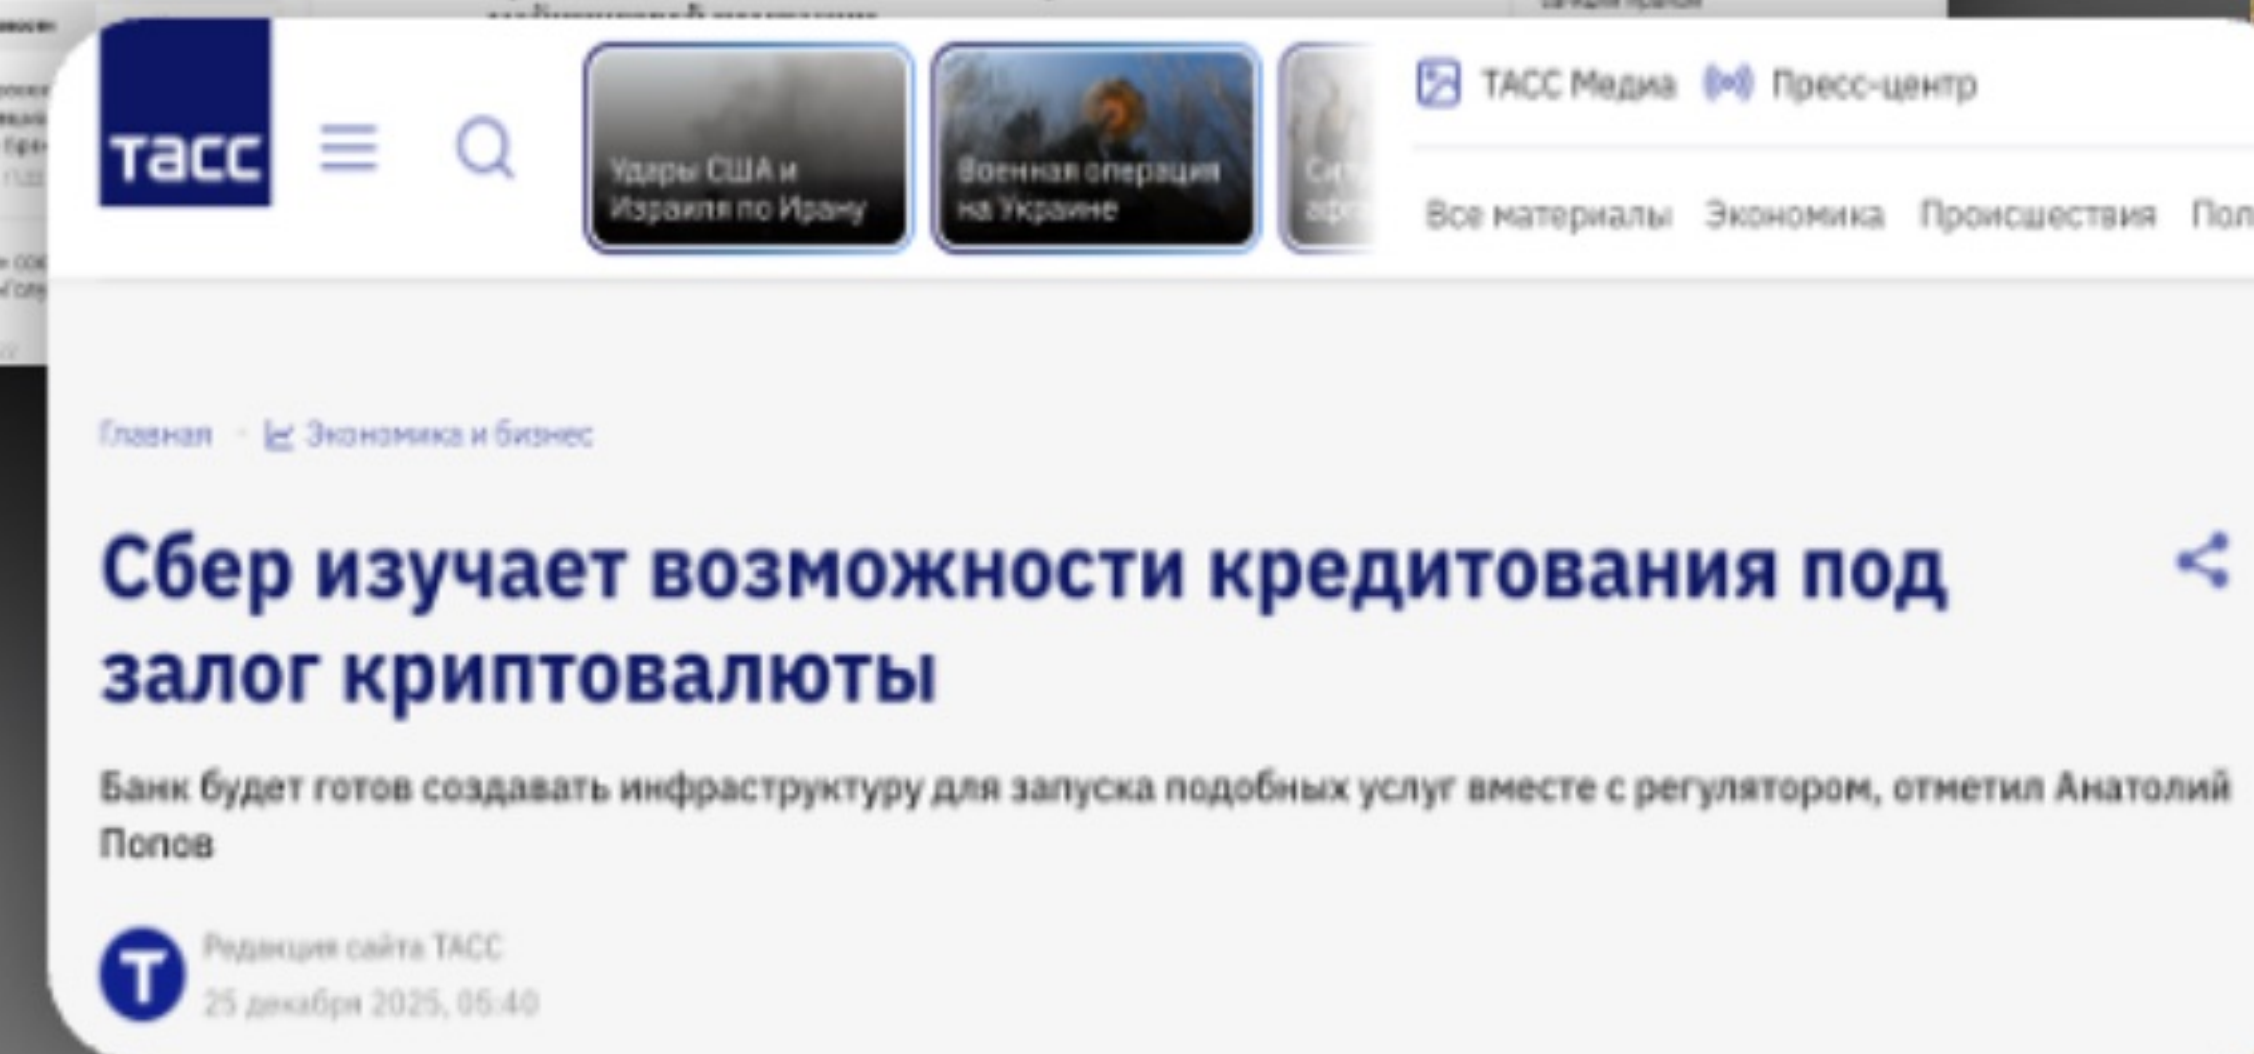 тасс
Удары США и
Израиля по Ирану
Военная операция
на Украине
ТАСС Медиа
Пресс-центр
Все материалы Экономика Происшествия Пол
Главная · Экономика и бизнес
Сбер изучает возможности кредитования под
залог криптовалюты
Банк будет готов создавать инфраструктуру для запуска подобных услуг вместе с регулятором, отметил Анатолий
Попов
Т
Редакция сайта ТАСС
25 декабря 2025, 05:40